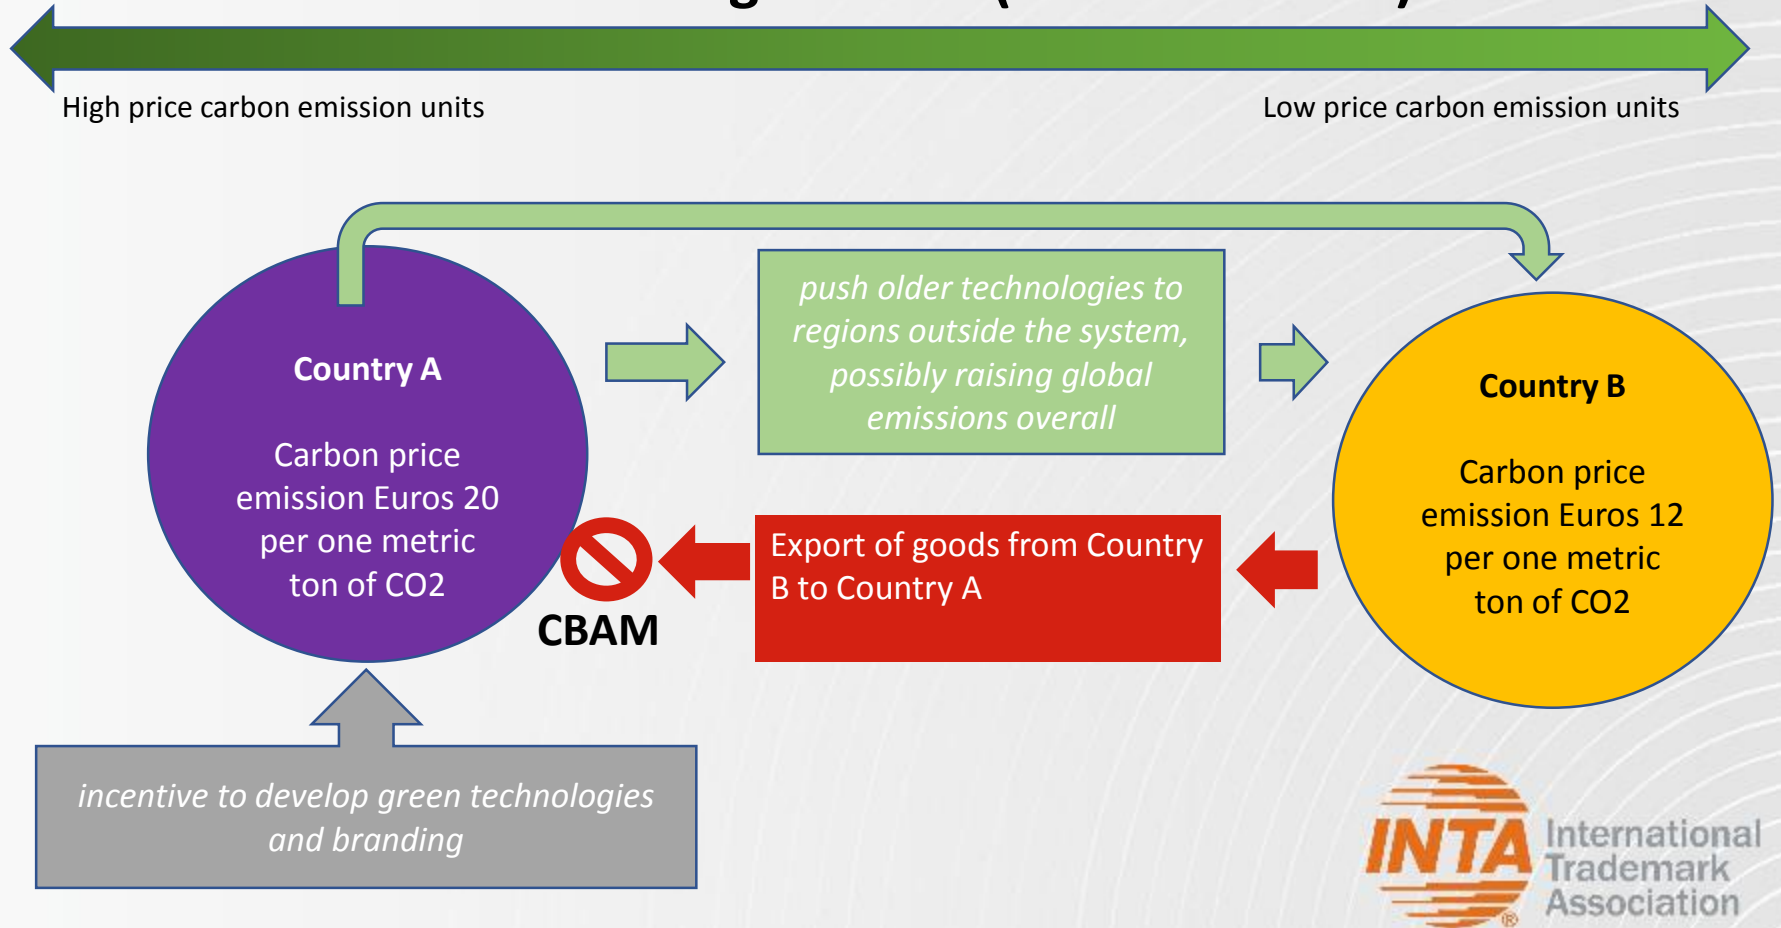 High price carbon emission units
Low price carbon emission units
push older technologies to
regions outside the system,
possibly raising global
emissions overall
Country A
Carbon price
emission Euros 20
per one metric
ton of CO2
Country B
Carbon price
emission Euros 12
per one metric
ton of CO2
Export of goods from Country
B to Country A
CBAM
incentive to develop green technologies
and branding
INTA
International
Trademark
Association
®